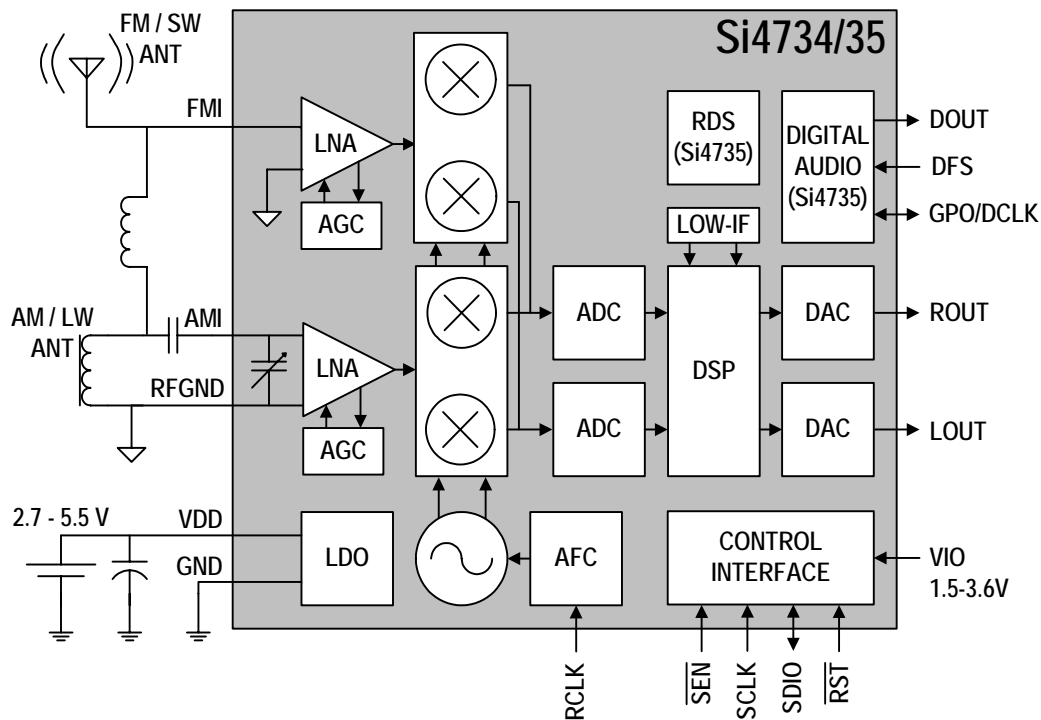 Si4734/35
FM / SW
ANT
FMI
LNA
AGC
RDS
(Si4735)
DIGITAL
AUDIO
(Si4735)
DOUT
DFS
GPO/DCLK
LOW-IF
AM / LW
ANT
AMI
RFGND
LNA
AGC
ADC
ADC
DSP
DAC
DAC
ROUT
LOUT
2.7 - 5.5 V
VDD
GND
LDO
AFC
CONTROL
INTERFACE
VIO
1.5-3.6V
RCLK
SEN
SCLK
SDIO
RST